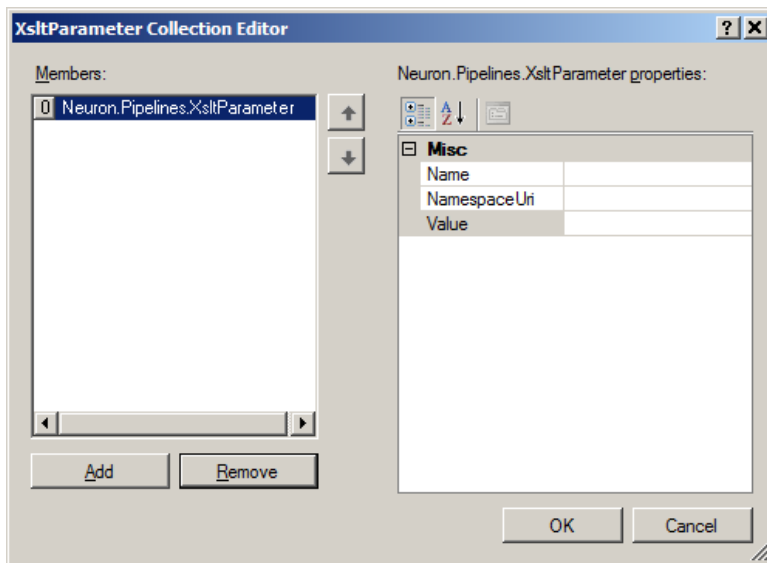 XsltParameter Collection Editor
Members:
0 Neuron.Pipelines.XsltParameter
Add
Remove
Neuron.Pipelines.XsltParameter properties:
Misc
Name
NamespaceUri
Value
OK
Cancel